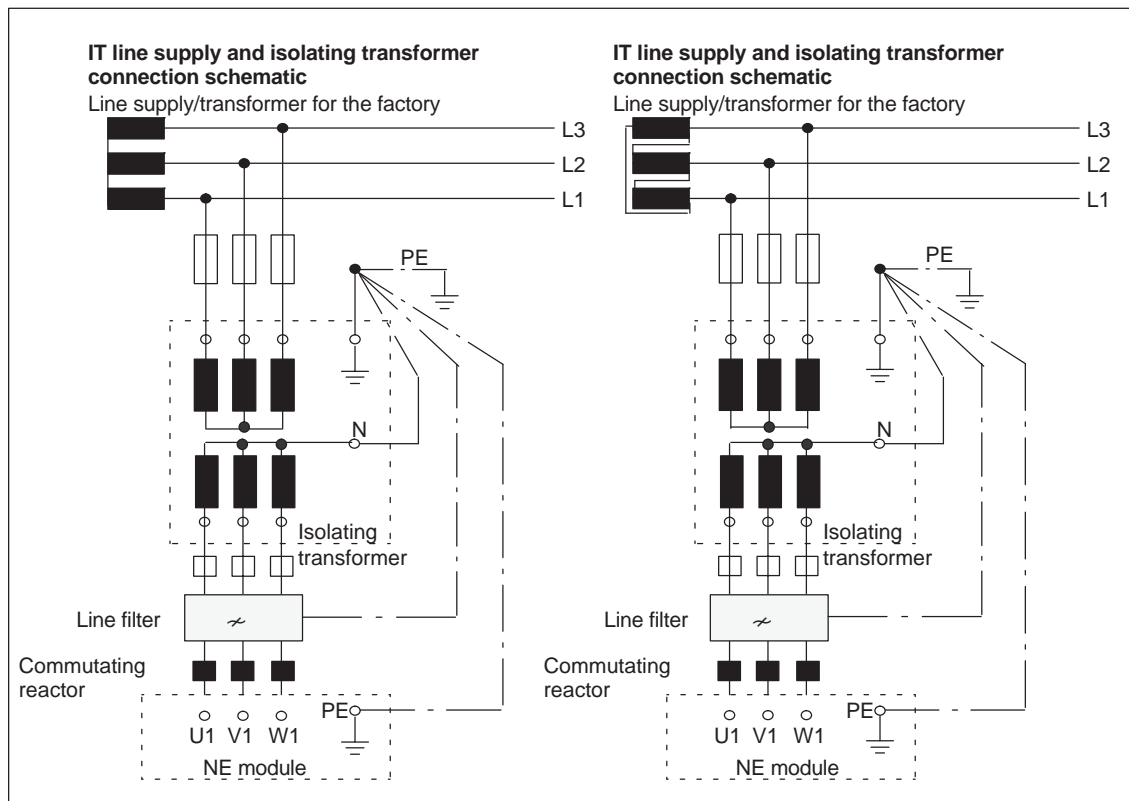 IT line supply and isolating transformer
connection schematic
Line supply/transformer for the factory
L3
L2
L1
PE
N
Isolating
transformer
Line filter
Commutating
reactor
PE
U1 V1 W1
NE module
IT line supply and isolating transformer
connection schematic
Line supply/transformer for the factory
L3
L2
L1
PE
N
Isolating
transformer
Line filter
Commutating
reactor
PE
U1 V1 W1
NE module